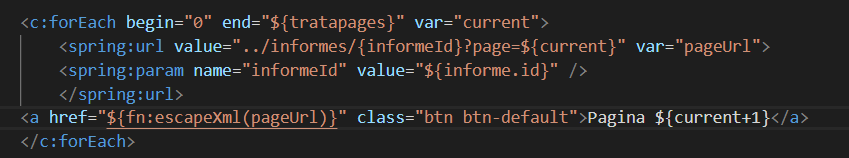 <c:forEach begin="0" end="${tratapages}" var="current">
<spring:url value="../informes/{informeId}?page=${current}" var="pageUrl">
<spring:param name="informeId" value="${informe.id}" />
</spring:url>
<a href="${fn:escapeXml(pageUrl)}" class="btn btn-default">Pagina ${current+1}</a>
</c:forEach>